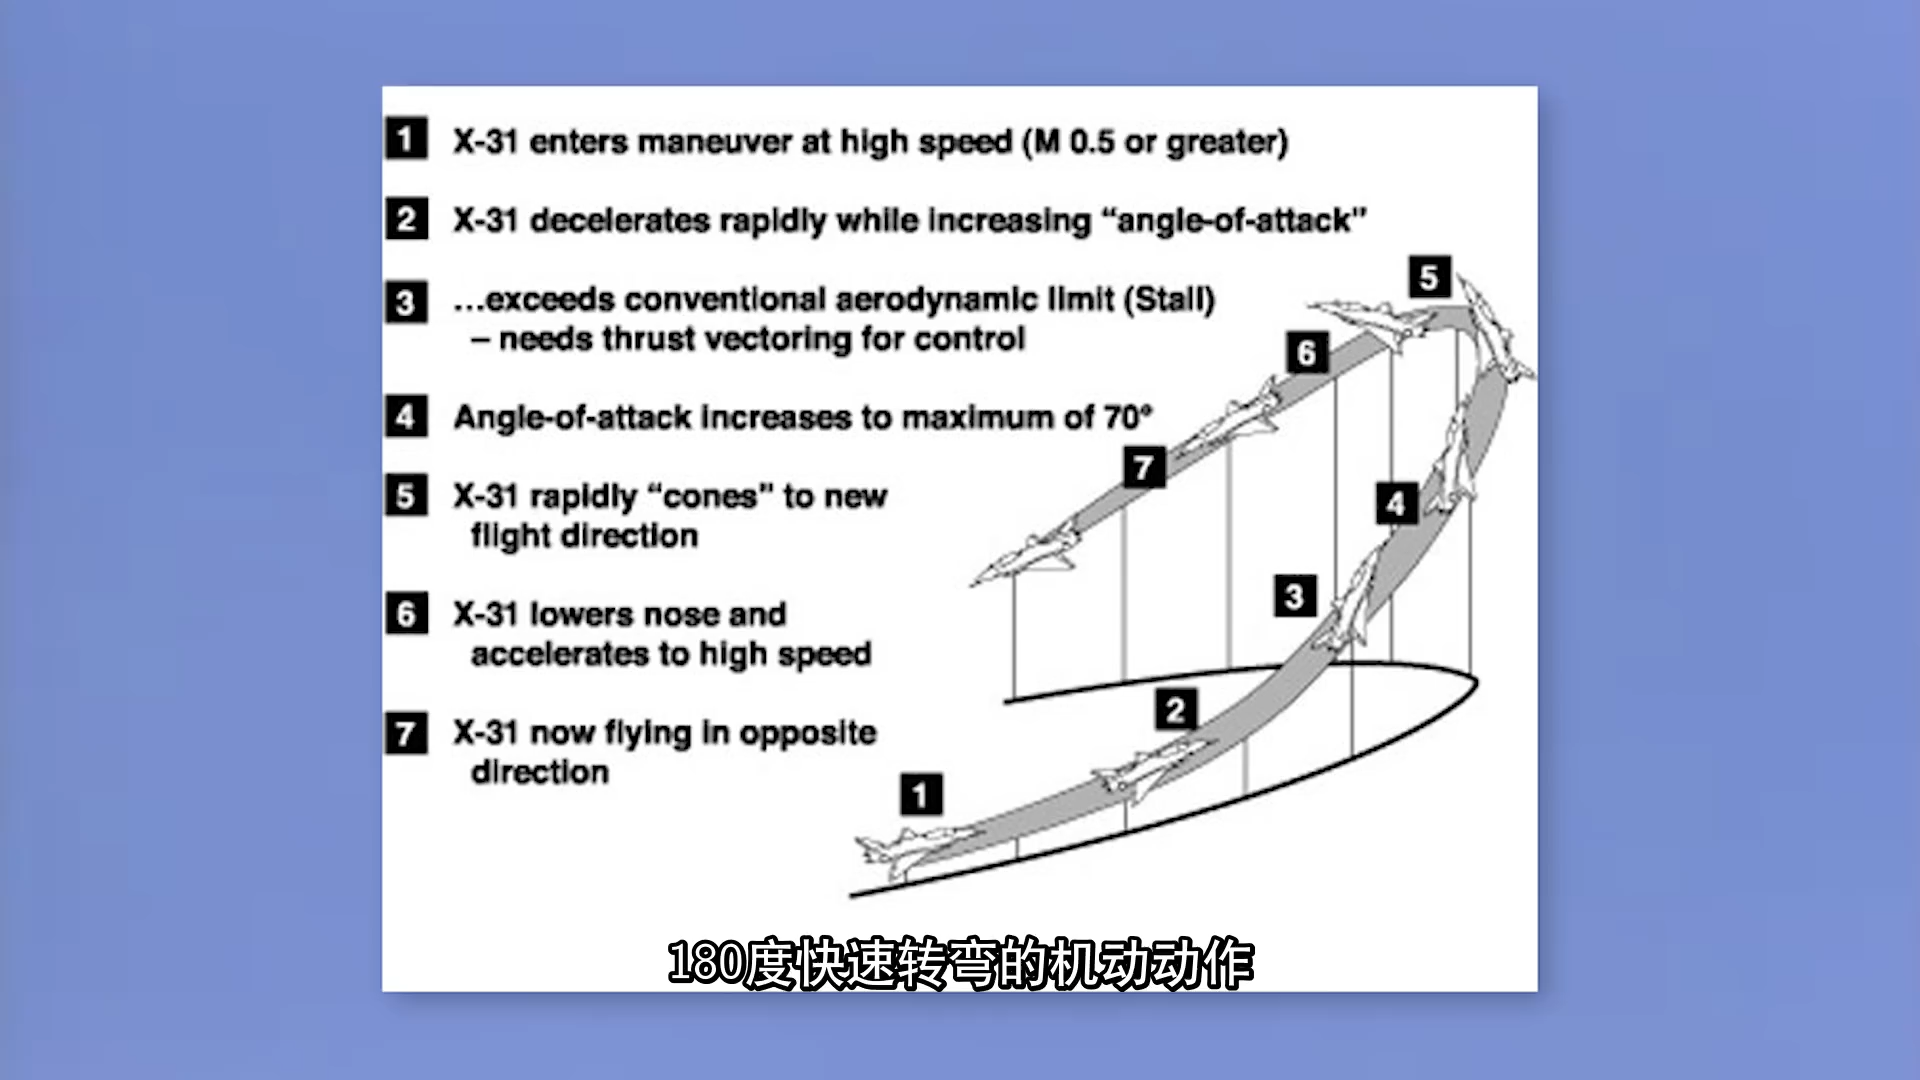 1 X-31 enters maneuver at high speed (M 0.5 or greater)
2 X-31 decelerates rapidly while increasing “angle-of-attack”
3 ...exceeds conventional aerodynamic limit (Stall)
– needs thrust vectoring for control
4 Angle-of-attack increases to maximum of 70°
5 X-31 rapidly “cones” to new
flight direction
6 X-31 lowers nose and
accelerates to high speed
7 X-31 now flying in opposite
direction
5
6
7
4
3
2
1
180度快速转弯的机动动作